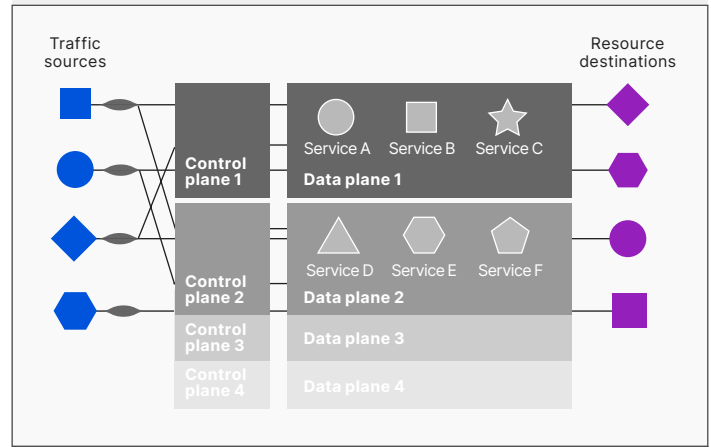 Traffic
sources
Resource
destinations
Service A
Service B
Service C
Control
plane 1
Data plane 1
Service D
Service E
Service F
Control
plane 2
Data plane 2
Control
plane 3
Data plane 3
Control
plane 4
Data plane 4